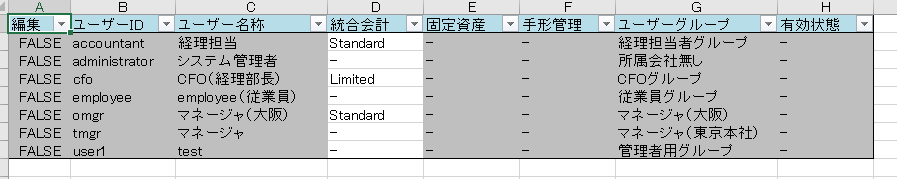 A B C D E F G H
編集 ユーザーID ユーザー名称 統合会計 固定資産 手形管理 ユーザーグループ 有効状態
FALSE accountant 経理担当 Standard － － 経理担当者グループ －
FALSE administrator システム管理者 － － － 所属会社無し －
FALSE cfo CFO(経理部長) Limited － － CFOグループ －
FALSE employee employee(従業員) － － － 従業員グループ －
FALSE omgr マネージャ(大阪) Standard － － マネージャ(大阪) －
FALSE tmgr マネージャ － － － マネージャ(東京本社) －
FALSE user1 test － － － 管理者用グループ －